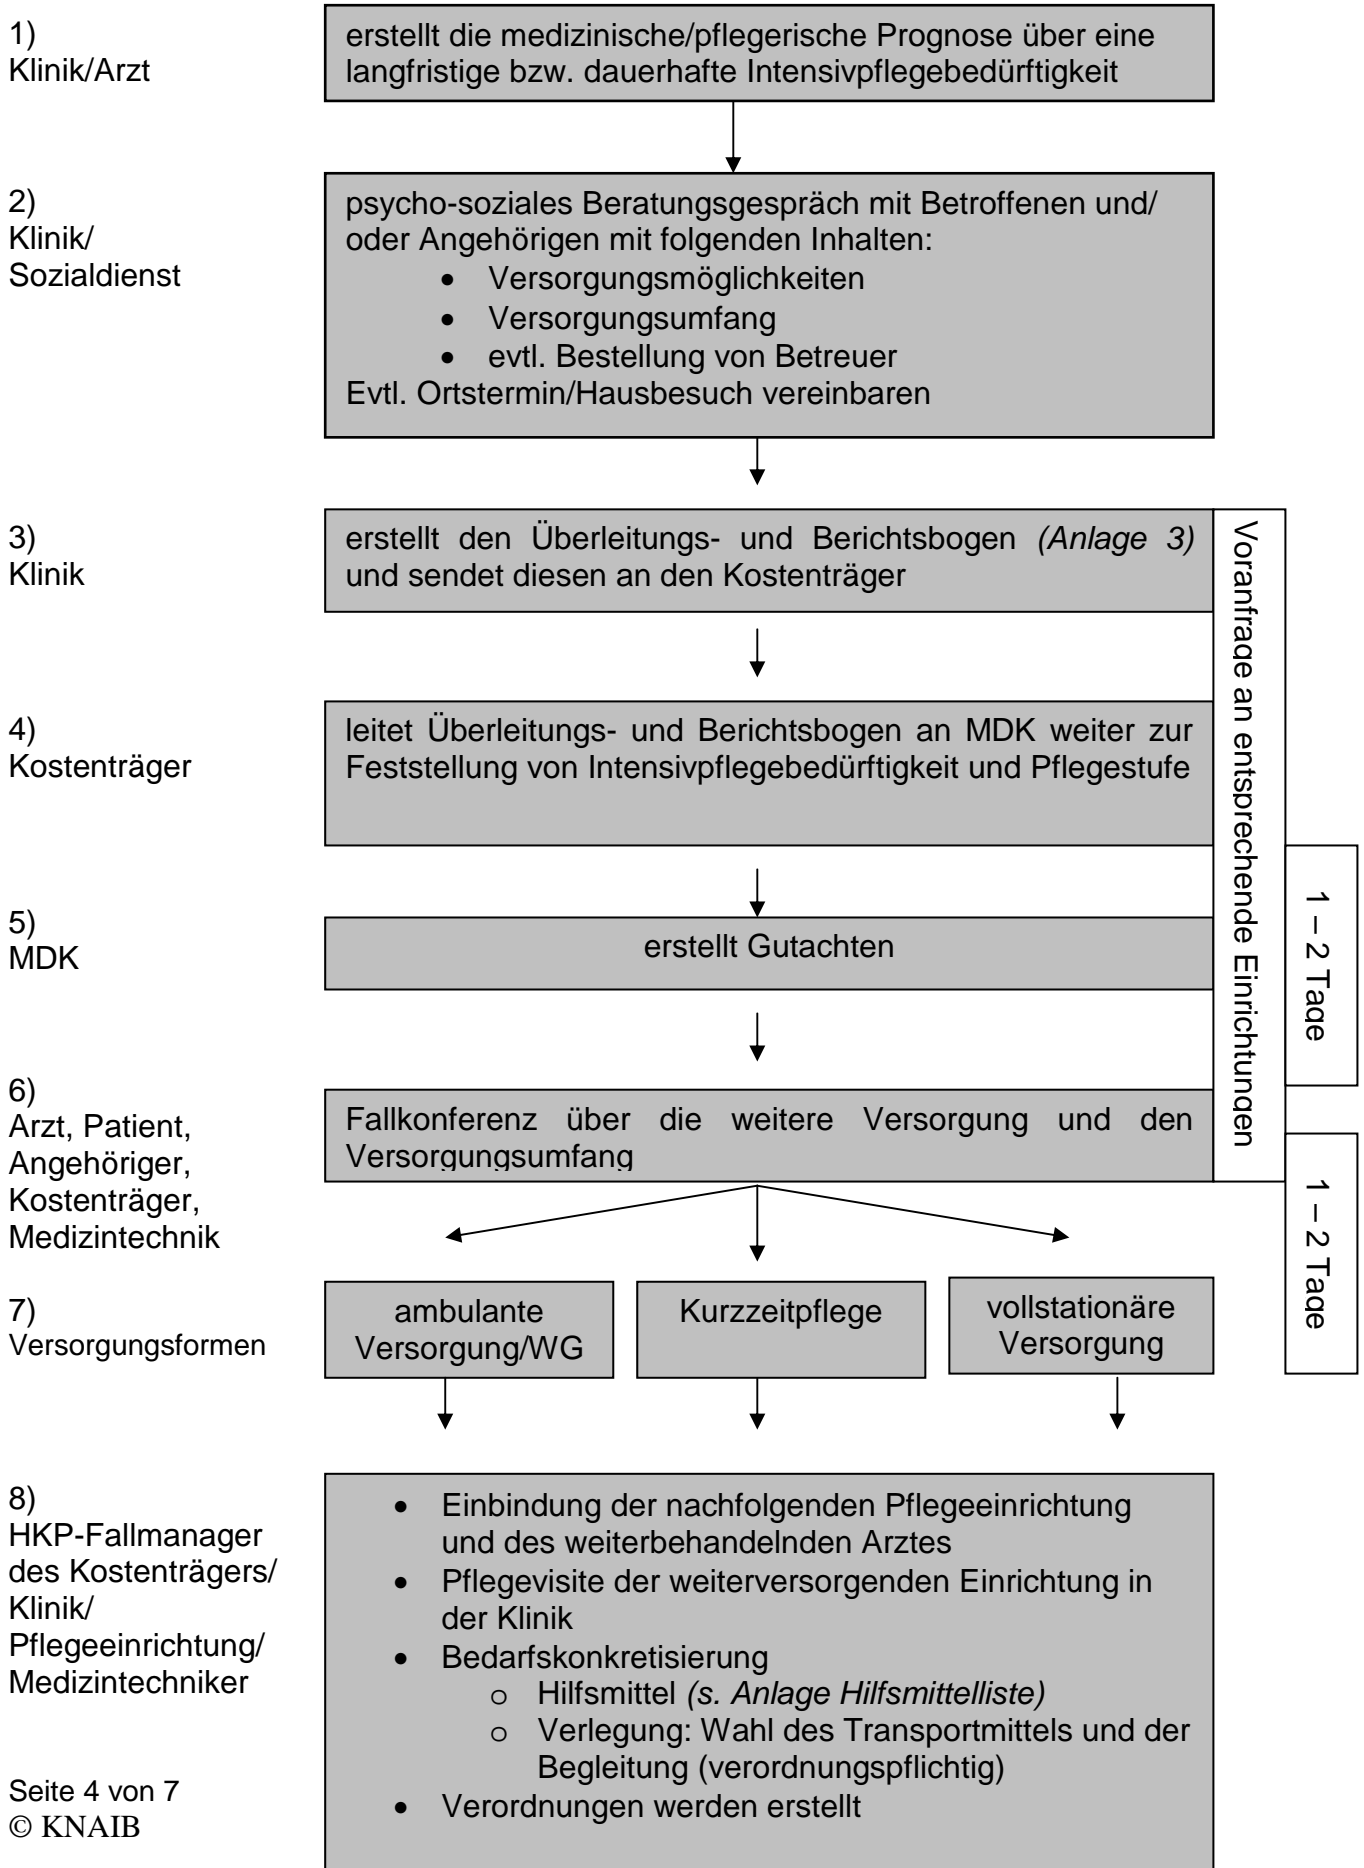 1)
Klinik/Arzt
erstellt die medizinische/pflegerische Prognose über eine
langfristige bzw. dauerhafte Intensivpflegebedürftigkeit
2)
Klinik/
Sozialdienst
psycho-soziales Beratungsgespräch mit Betroffenen und/
oder Angehörigen mit folgenden Inhalten:
• Versorgungsmöglichkeiten
• Versorgungsumfang
• evtl. Bestellung von Betreuer
Evtl. Ortstermin/Hausbesuch vereinbaren
3)
Klinik
erstellt den Überleitungs- und Berichtsbogen (Anlage 3)
und sendet diesen an den Kostenträger
Voranfrage an entsprechende Einrichtungen
4)
Kostenträger
leitet Überleitungs- und Berichtsbogen an MDK weiter zur
Feststellung von Intensivpflegebedürftigkeit und Pflegestufe
1 – 2 Tage
5)
MDK
erstellt Gutachten
6)
Arzt, Patient,
Angehöriger,
Kostenträger,
Medizintechnik
Fallkonferenz über die weitere Versorgung und den
Versorgungsumfang
1 – 2 Tage
7)
Versorgungsformen
ambulante
Versorgung/WG
Kurzzeitpflege
vollstationäre
Versorgung
8)
HKP-Fallmanager
des Kostenträgers/
Klinik/
Pflegeeinrichtung/
Medizintechniker
• Einbindung der nachfolgenden Pflegeeinrichtung
und des weiterbehandelnden Arztes
• Pflegevisite der weiterversorgenden Einrichtung in
der Klinik
• Bedarfskonkretisierung
o Hilfsmittel (s. Anlage Hilfsmittelliste)
o Verlegung: Wahl des Transportmittels und der
Begleitung (verordnungspflichtig)
• Verordnungen werden erstellt
Seite 4 von 7
© KNAIB